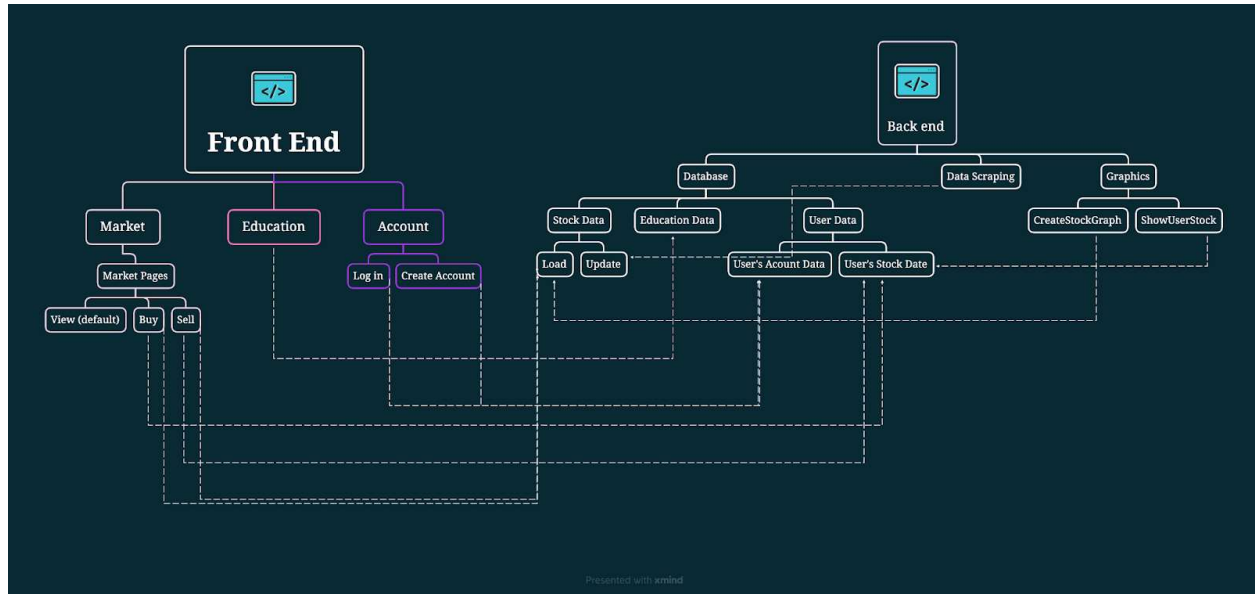 </>
Front End
Market
Education
Account
Market Pages
Log in
Create Account
View (default)
Buy
Sell
</>
Back end
Database
Data Scraping
Graphics
Stock Data
Education Data
User Data
CreateStockGraph
ShowUserStock
Load
Update
User's Acount Data
User's Stock Date
Presented with xmind